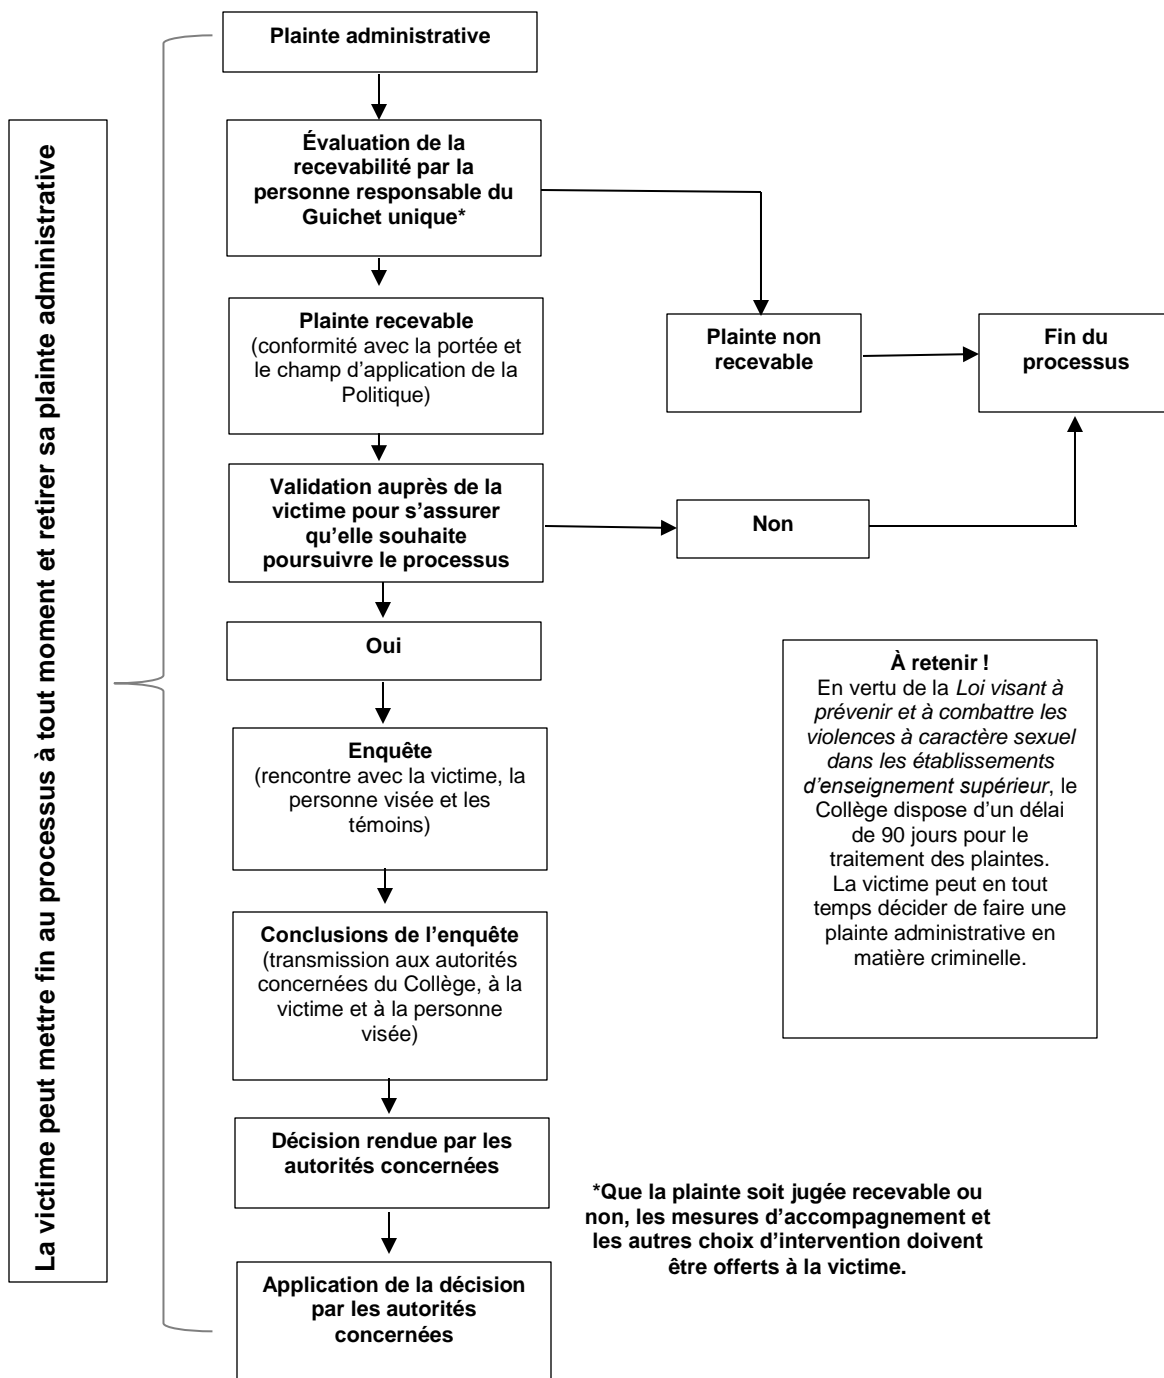 La victime peut mettre fin au processus à tout moment et retirer sa plainte administrative
Plainte administrative
Évaluation de la
recevabilité par la
personne responsable du
Guichet unique*
Plainte recevable
(conformité avec la portée et
le champ d’application de la
Politique)
Plainte non
recevable
Fin du
processus
Validation auprès de la
victime pour s’assurer
qu’elle souhaite
poursuivre le processus
Non
Oui
Enquête
(rencontre avec la victime, la
personne visée et les
témoins)
Conclusions de l’enquête
(transmission aux autorités
concernées du Collège, à la
victime et à la personne
visée)
Décision rendue par les
autorités concernées
Application de la décision
par les autorités
concernées
À retenir !
En vertu de la Loi visant à
prévenir et à combattre les
violences à caractère sexuel
dans les établissements
d’enseignement supérieur, le
Collège dispose d’un délai
de 90 jours pour le
traitement des plaintes.
La victime peut en tout
temps décider de faire une
plainte administrative en
matière criminelle.
*Que la plainte soit jugée recevable ou
non, les mesures d’accompagnement et
les autres choix d’intervention doivent
être offerts à la victime.